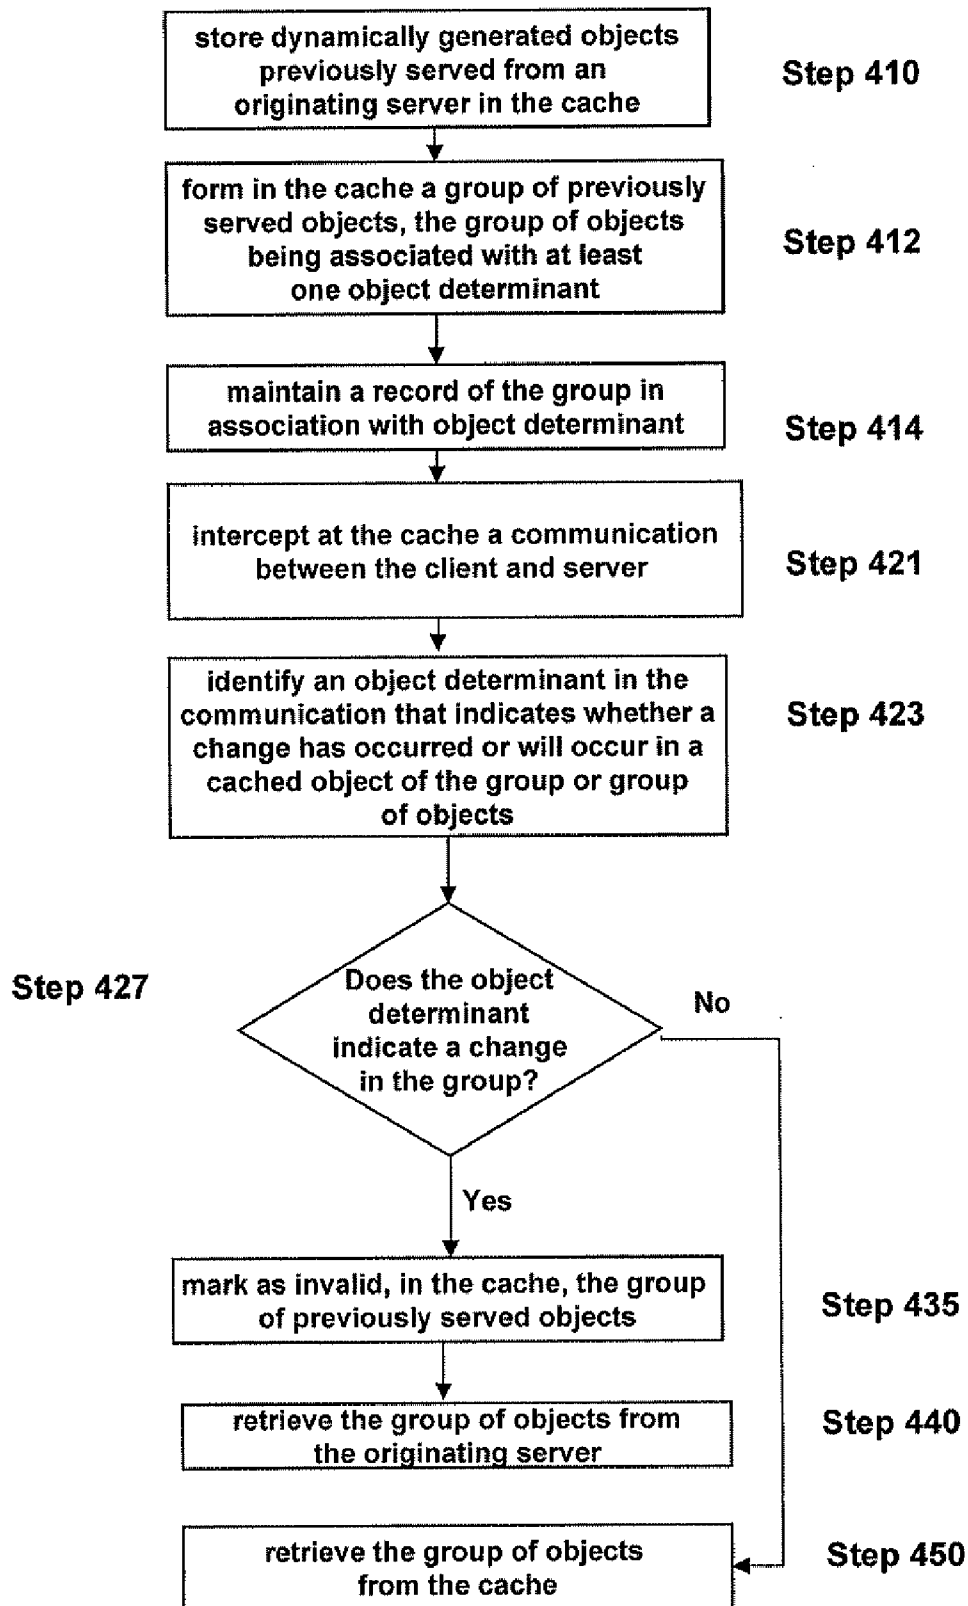 store dynamically generated objects
previously served from an
originating server in the cache
Step 410
form in the cache a group of previously
served objects, the group of objects
being associated with at least
one object determinant
Step 412
maintain a record of the group in
association with object determinant
Step 414
intercept at the cache a communication
between the client and server
Step 421
identify an object determinant in the
communication that indicates whether a
change has occurred or will occur in a
cached object of the group or group
of objects
Step 423
Step 427
Does the object
determinant
indicate a change
in the group?
No
Yes
mark as invalid, in the cache, the group
of previously served objects
Step 435
retrieve the group of objects from
the originating server
Step 440
retrieve the group of objects
from the cache
Step 450